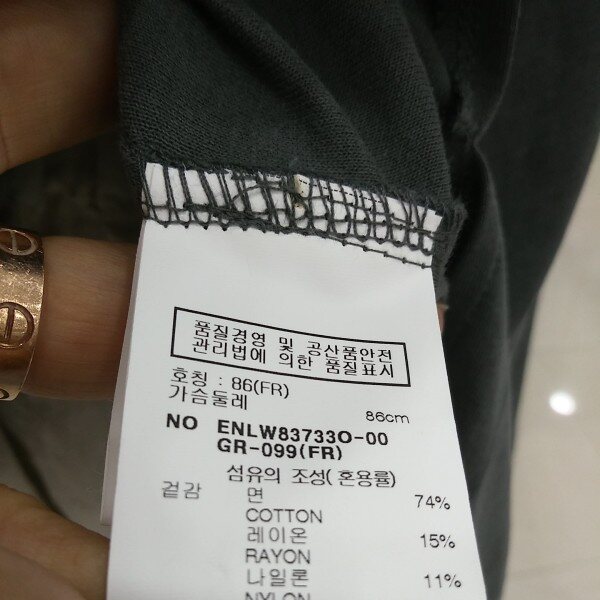 품질경영 및 공산품안전
관리법에 의한 품질표시
호칭 : 86(FR)
가슴둘레 86cm
NO ENLW83733O-00
GR-099(FR)
섬유의 조성( 혼용률)
겉감 면 74%
COTTON
레이온 15%
RAYON
나일론 11%
NYLON